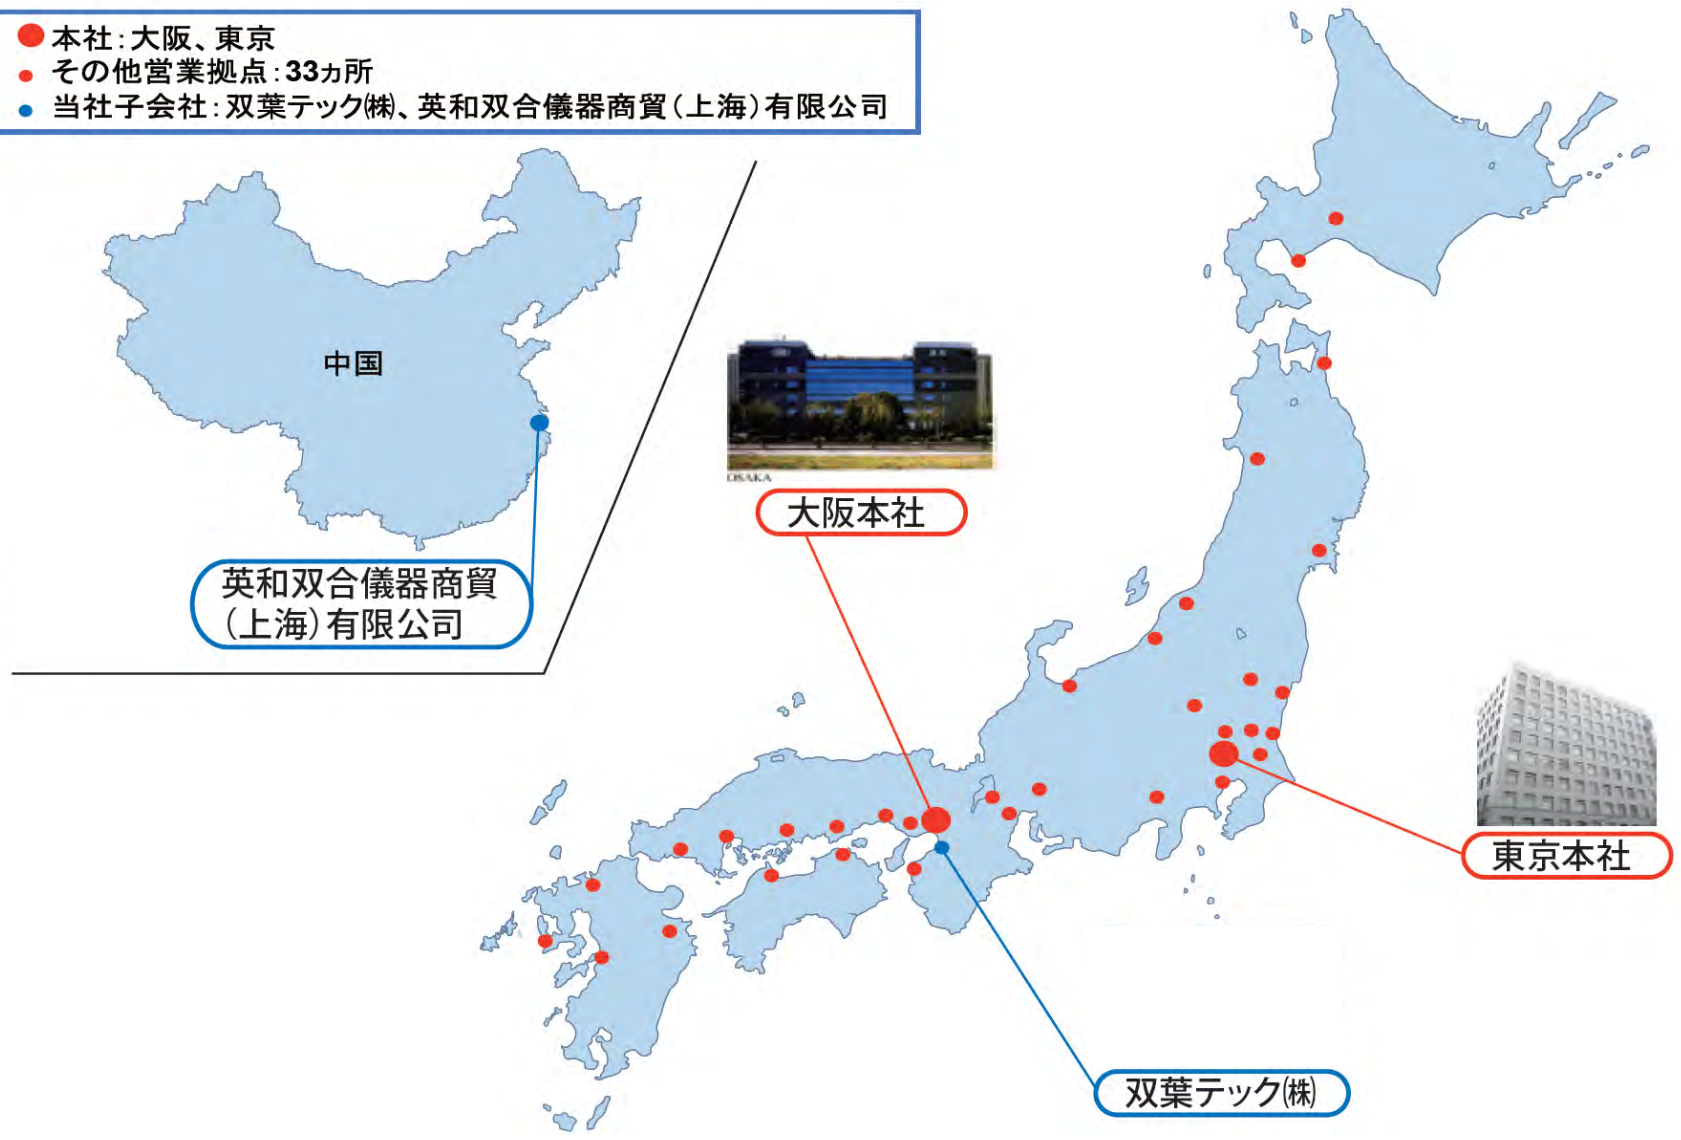 本社：大阪、東京
その他営業拠点：33ヵ所
当社子会社：双葉テック㈱、英和双合儀器商貿（上海）有限公司
中国
OSAKA
大阪本社
英和双合儀器商貿
（上海）有限公司
東京本社
双葉テック㈱